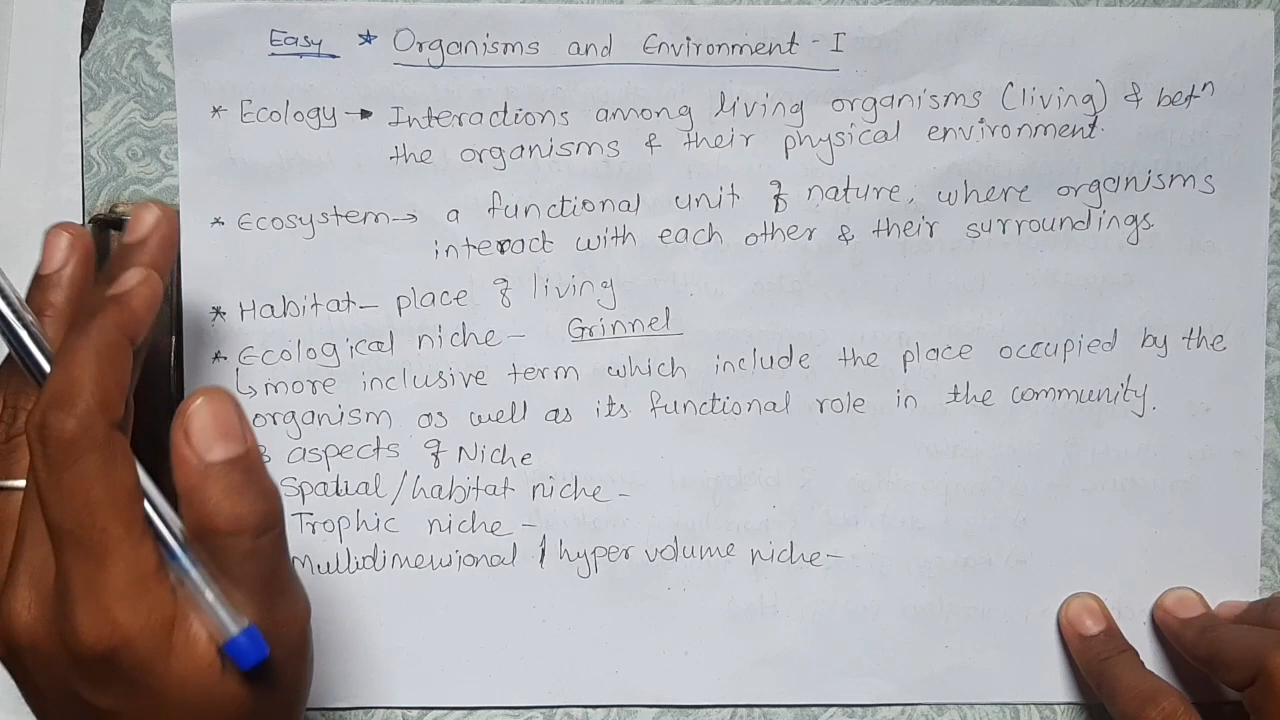 Easy * Organisms and Environment - I
* Ecology → Interactions among living organisms (living) & betn
the organisms & their physical environment.
* Ecosystem → a functional unit of nature, where organisms
interact with each other & their surroundings.
* Habitat - place of living
* Ecological niche - Grinnel
↳ more inclusive term which include the place occupied by the
organism as well as its functional role in the community.
3 aspects of Niche
Spatial / habitat niche -
Trophic niche -
Multidimensional / hyper volume niche -